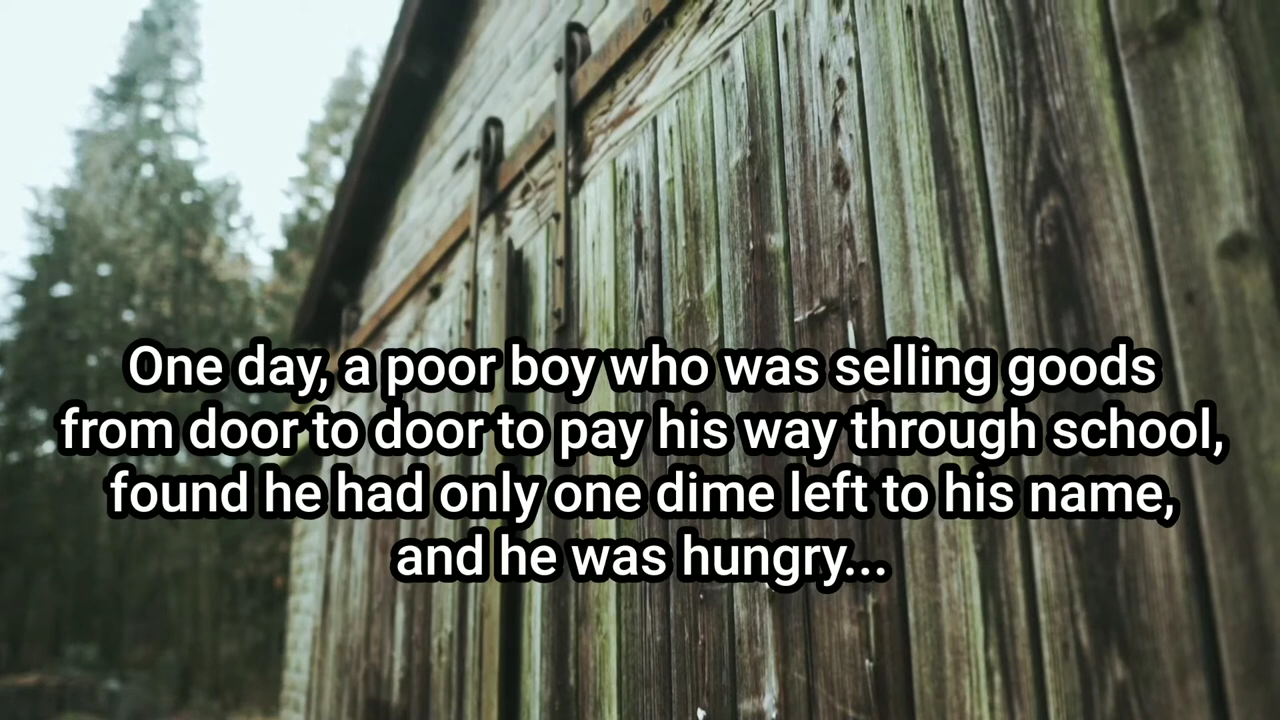 One day, a poor boy who was selling goods
from door to door to pay his way through school,
found he had only one dime left to his name,
and he was hungry...